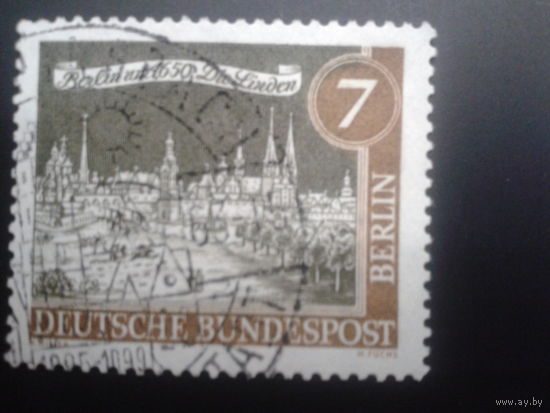 Berlin um 1650, Die Linden
7
BERLIN
DEUTSCHE BUNDESPOST
H. FUCHS
www.ay.by